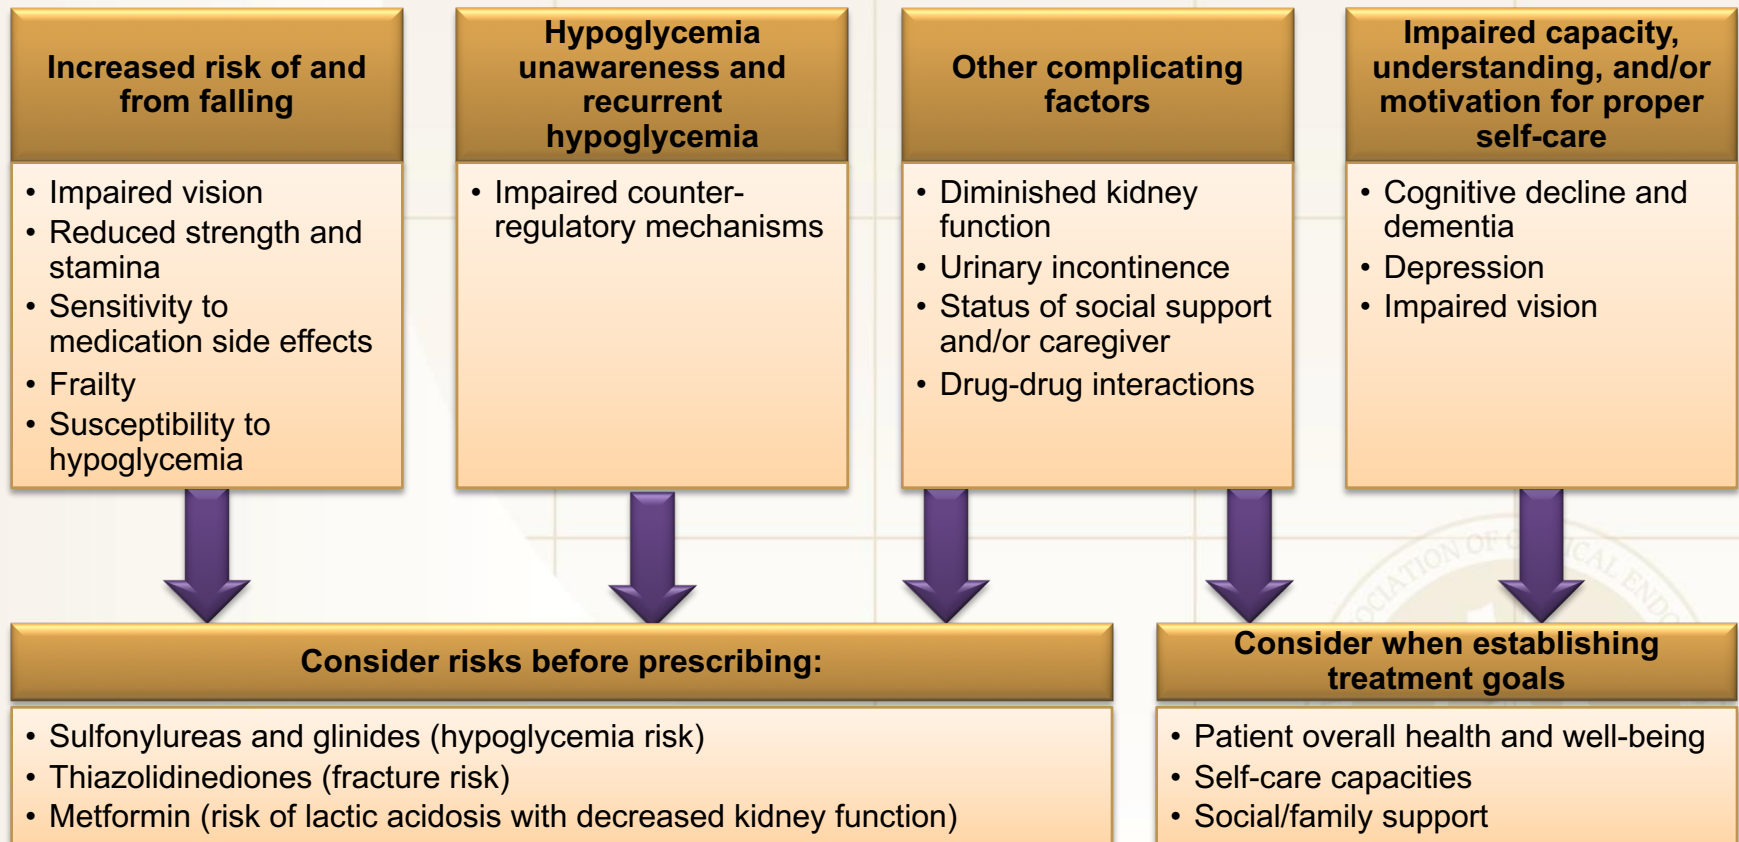 Increased risk of and
from falling
• Impaired vision
• Reduced strength and
stamina
• Sensitivity to
medication side effects
• Frailty
• Susceptibility to
hypoglycemia
Hypoglycemia
unawareness and
recurrent
hypoglycemia
• Impaired counter-
regulatory mechanisms
Other complicating
factors
• Diminished kidney
function
• Urinary incontinence
• Status of social support
and/or caregiver
• Drug-drug interactions
Impaired capacity,
understanding, and/or
motivation for proper
self-care
• Cognitive decline and
dementia
• Depression
• Impaired vision
Consider risks before prescribing:
• Sulfonylureas and glinides (hypoglycemia risk)
• Thiazolidinediones (fracture risk)
• Metformin (risk of lactic acidosis with decreased kidney function)
Consider when establishing
treatment goals
• Patient overall health and well-being
• Self-care capacities
• Social/family support